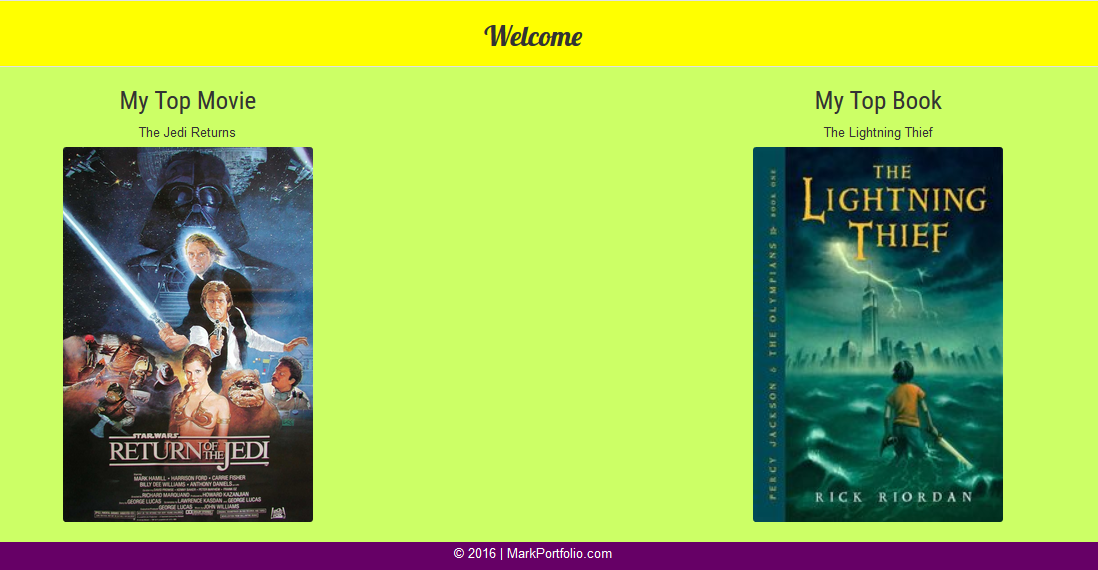 Welcome
My Top Movie
The Jedi Returns
STAR WARS
RETURN OF THE JEDI
Starring
MARK HAMILL • HARRISON FORD • CARRIE FISHER
BILLY DEE WILLIAMS • ANTHONY DANIELS
RICHARD MARQUAND HOWARD KAZANJIAN
GEORGE LUCAS LAWRENCE KASDAN GEORGE LUCAS
GEORGE LUCAS JOHN WILLIAMS
My Top Book
The Lightning Thief
THE
LIGHTNING
THIEF
PERCY JACKSON & THE OLYMPIANS BOOK ONE
RICK RIORDAN
© 2016 | MarkPortfolio.com